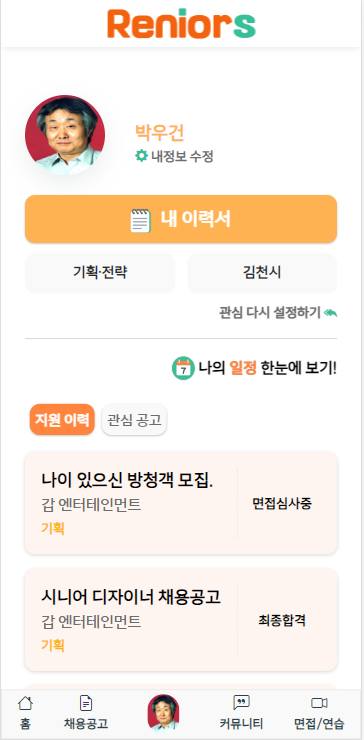 Reniors
박우건
내정보 수정
내 이력서
기획·전략
김천시
관심 다시 설정하기
7
나의 일정 한눈에 보기!
지원 이력
관심 공고
나이 있으신 방청객 모집.
갑 엔터테인먼트
기획
면접심사중
시니어 디자이너 채용공고
갑 엔터테인먼트
기획
최종합격
홈
채용공고
커뮤니티
면접/연습